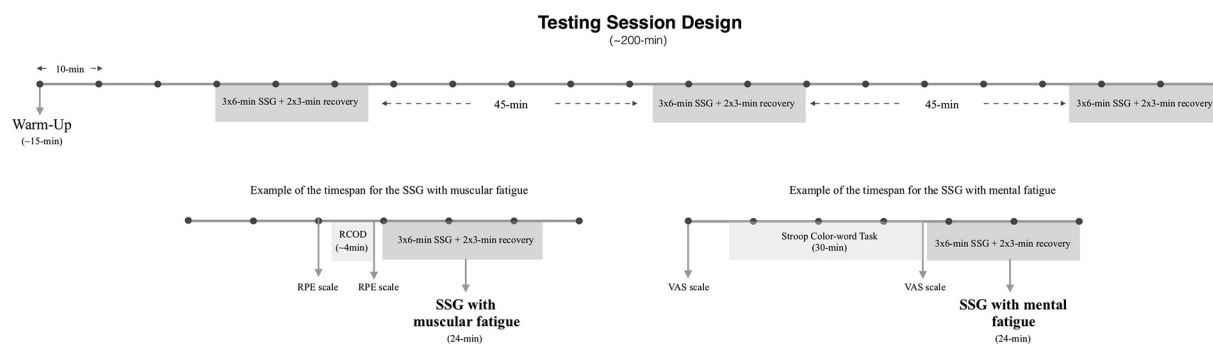 Testing Session Design
(~200-min)
10-min
3x6-min SSG + 2x3-min recovery
45-min
3x6-min SSG + 2x3-min recovery
45-min
3x6-min SSG + 2x3-min recovery
Warm-Up
(~15-min)
Example of the timespan for the SSG with muscular fatigue
RCOD
(~4min)
3x6-min SSG + 2x3-min recovery
RPE scale
RPE scale
SSG with
muscular fatigue
(24-min)
Example of the timespan for the SSG with mental fatigue
Stroop Color-word Task
(30-min)
3x6-min SSG + 2x3-min recovery
VAS scale
VAS scale
SSG with mental
fatigue
(24-min)